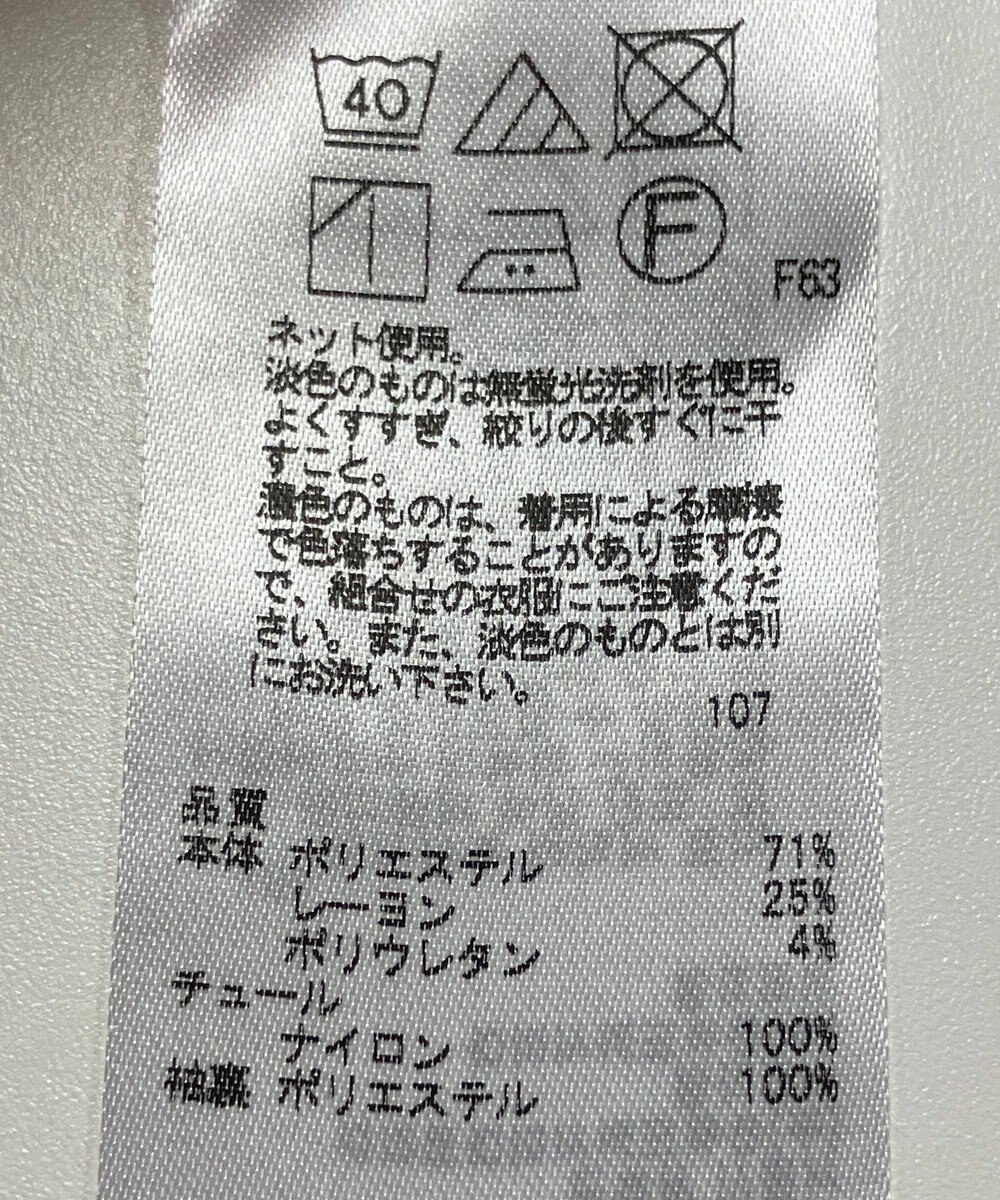 40
F
F63
ネット使用。
淡色のものは無蛍光洗剤を使用。
よくすすぎ、絞りの後すぐに干
すこと。
濃色のものは、着用による摩擦
で色落ちすることがありますの
で、組合せの衣服にご注意くだ
さい。また、淡色のものとは別
にお洗い下さい。
107
品質
本体 ポリエステル 71%
レーヨン 25%
ポリウレタン 4%
チュール
ナイロン 100%
袖裏 ポリエステル 100%